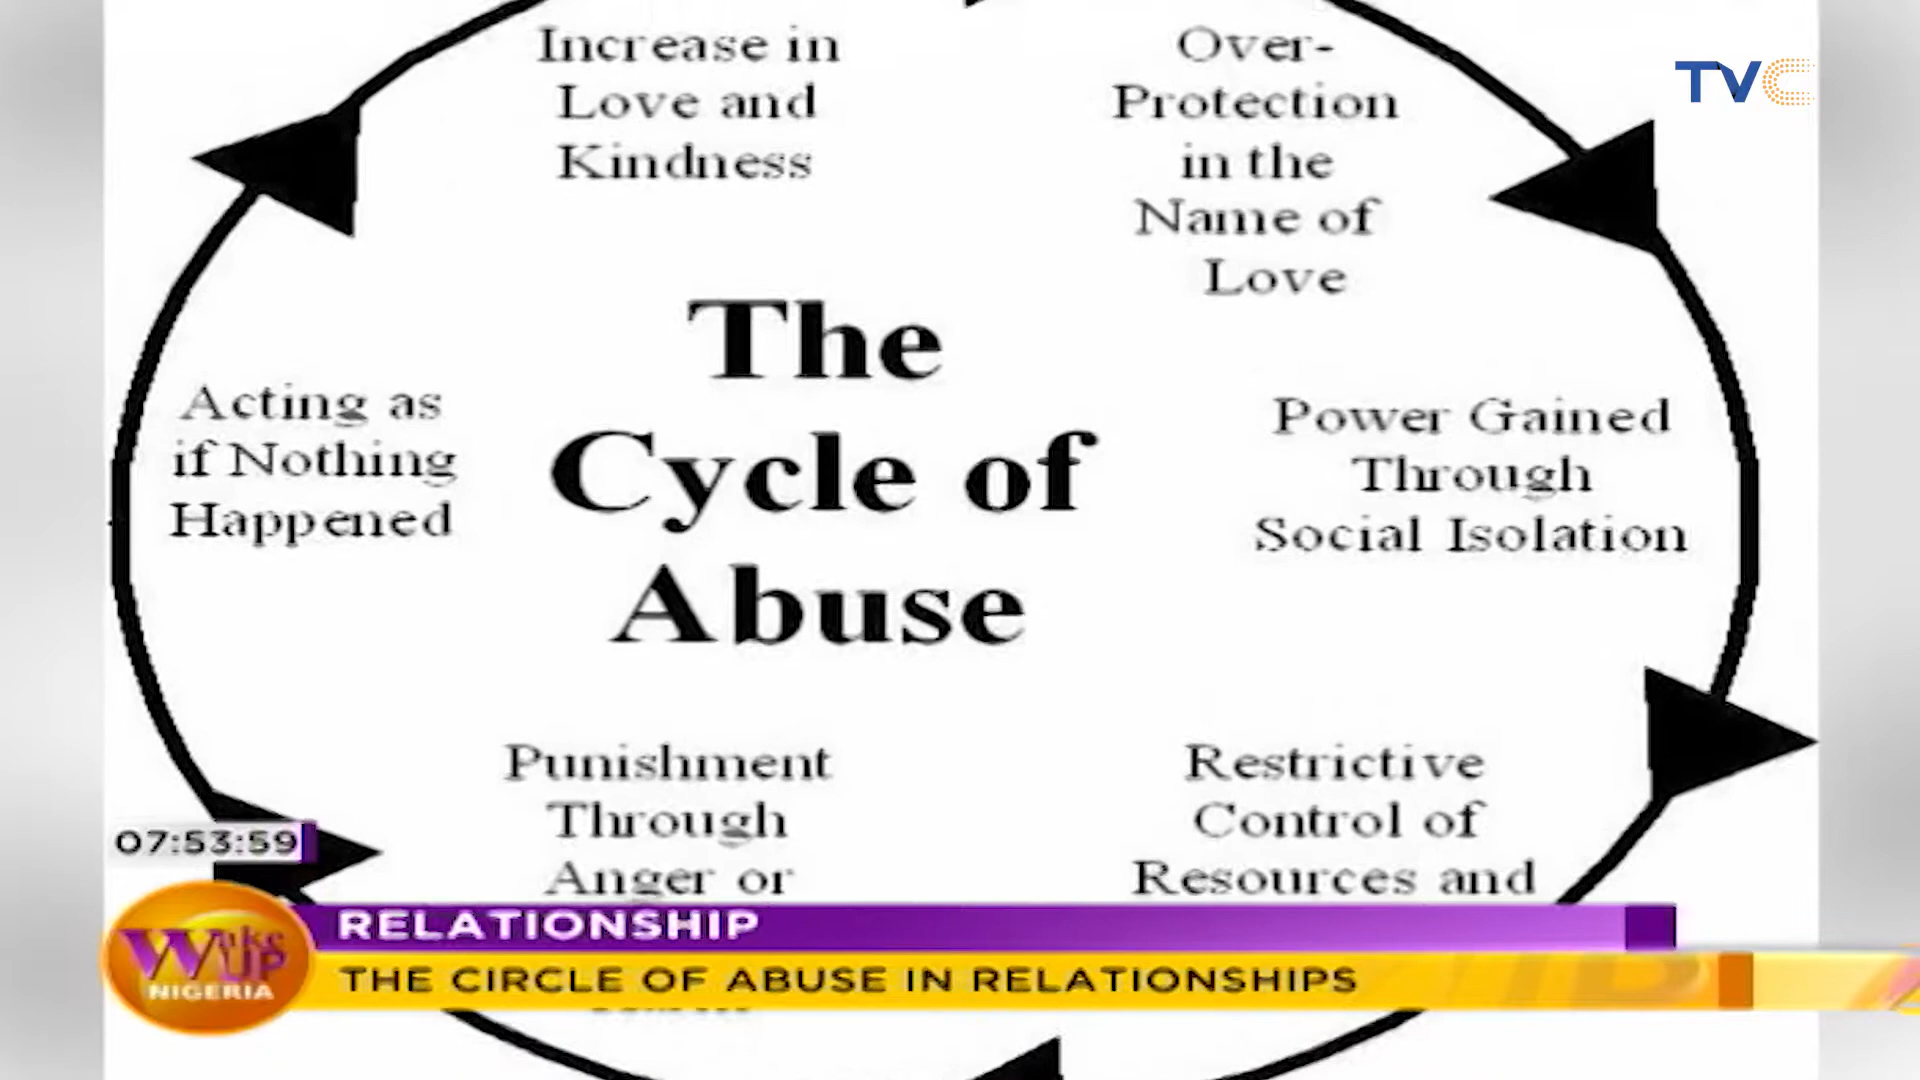 Increase in
Love and
Kindness
Over-
Protection
in the
Name of
Love
TVC
The
Cycle of
Abuse
Acting as
if Nothing
Happened
Power Gained
Through
Social Isolation
Punishment
Through
Anger or
Restrictive
Control of
Resources and
07:53:59
RELATIONSHIP
THE CIRCLE OF ABUSE IN RELATIONSHIPS
Wake
UP
NIGERIA